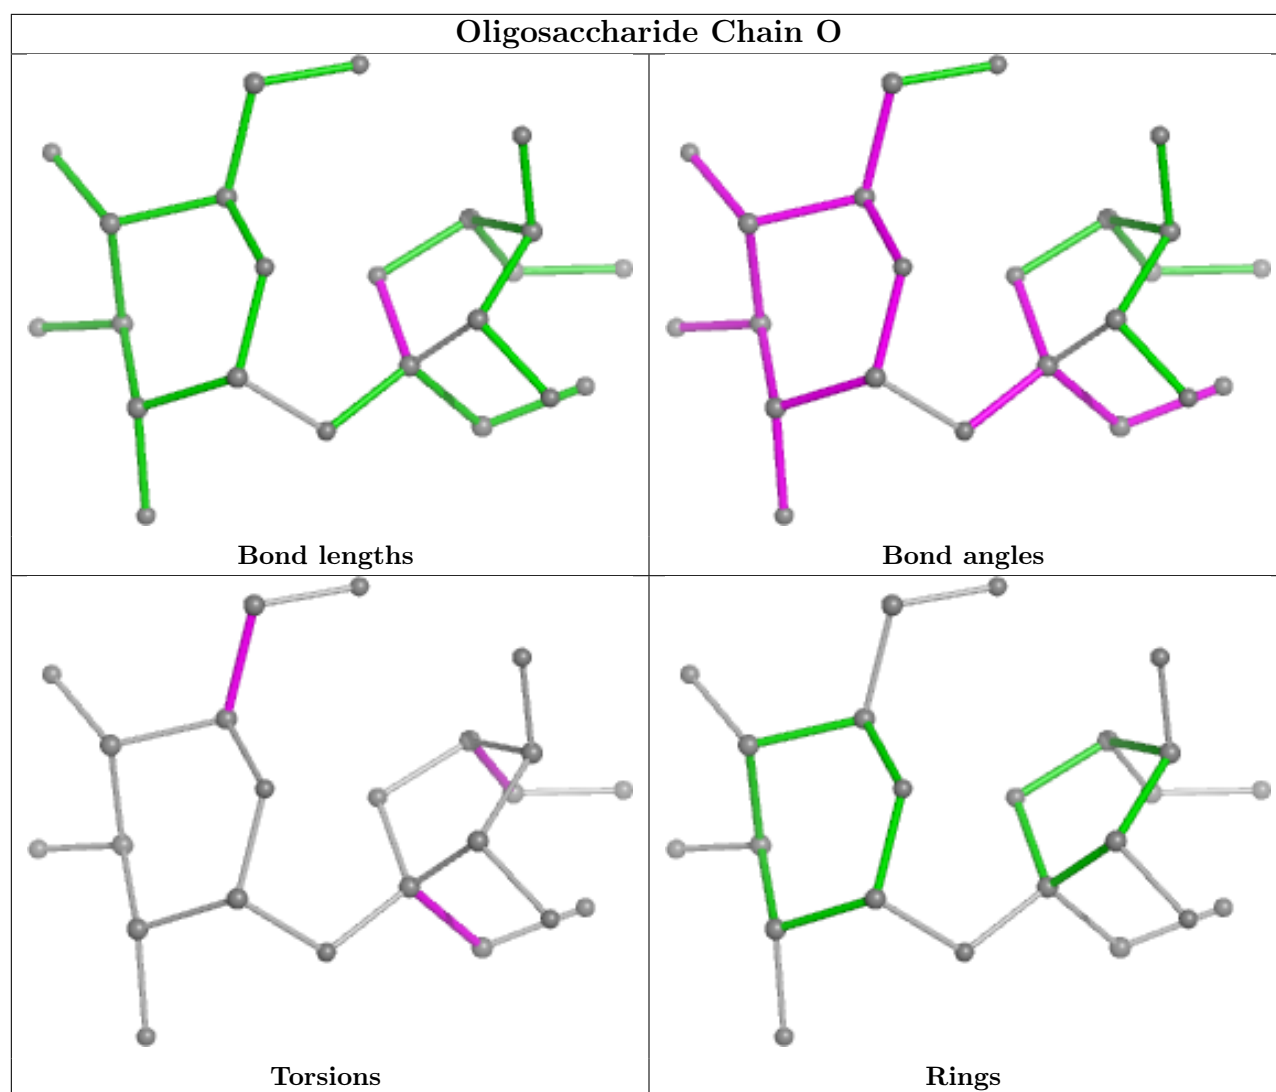 Oligosaccharide Chain O
Bond lengths
Bond angles
Torsions
Rings